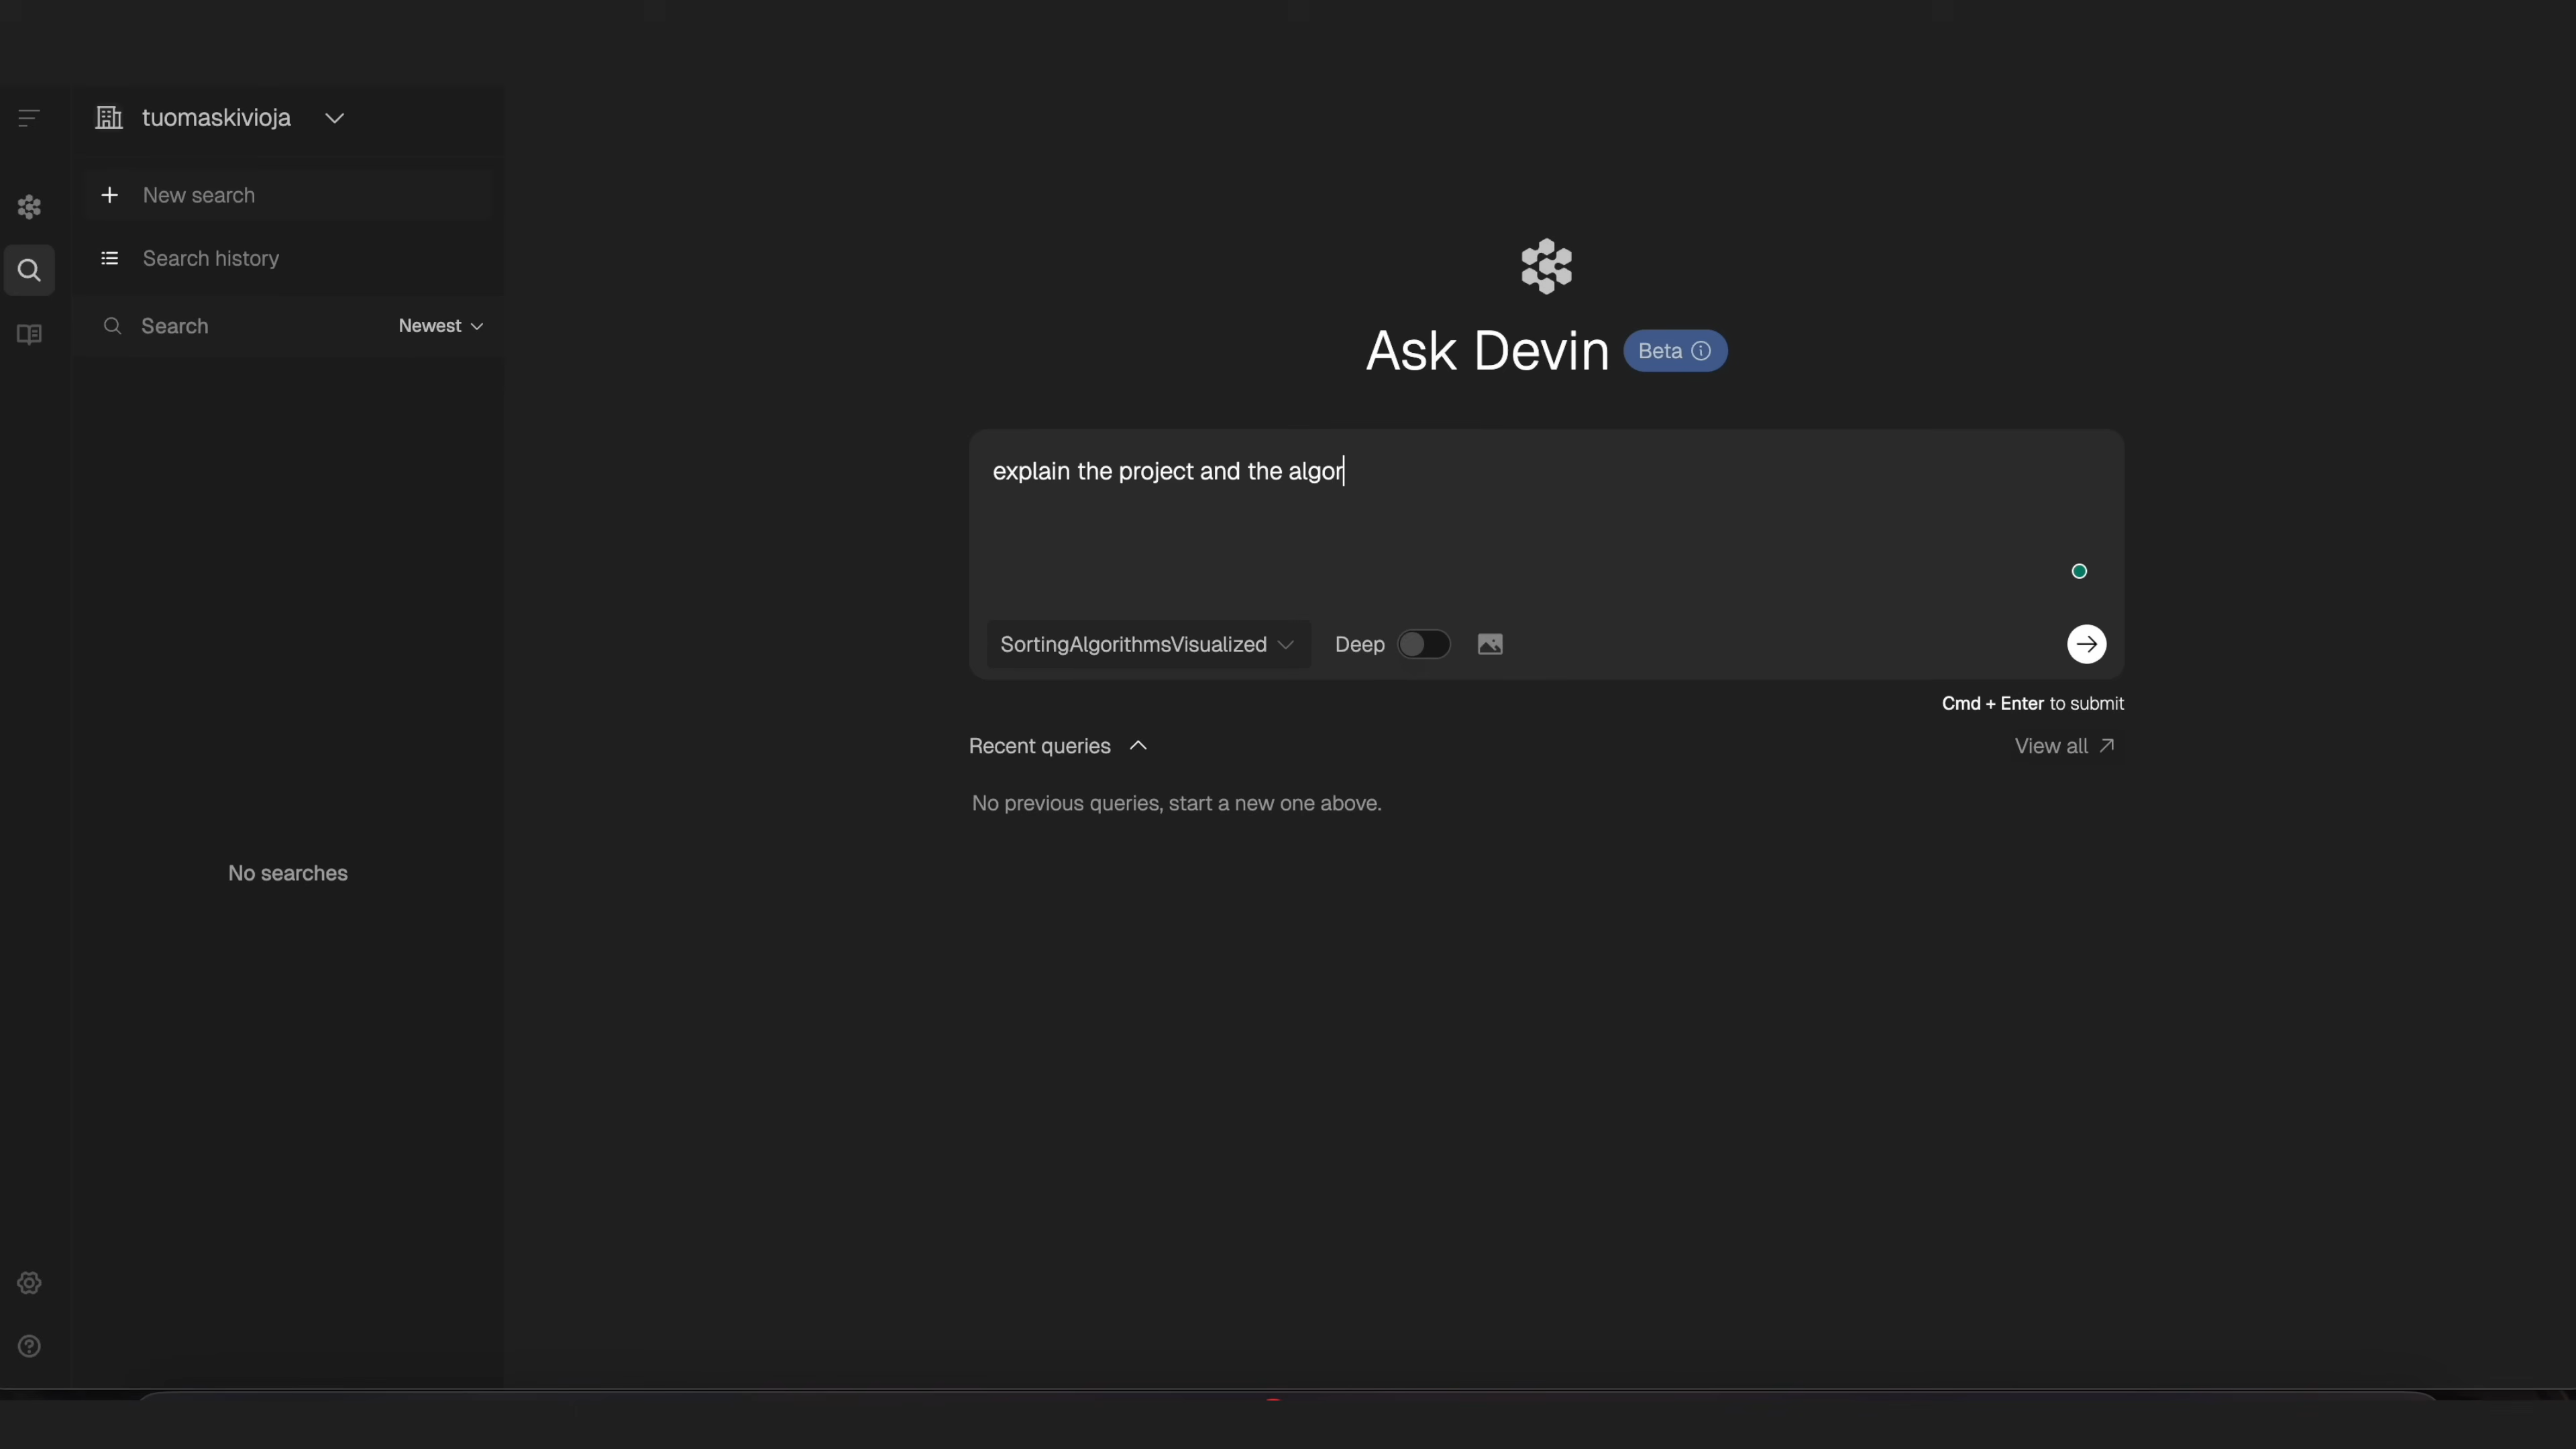 tuomaskivioja
New search
Search history
Search
Newest
No searches
Ask Devin
Beta
explain the project and the algor
SortingAlgorithmsVisualized
Deep
Cmd + Enter to submit
Recent queries
View all
No previous queries, start a new one above.